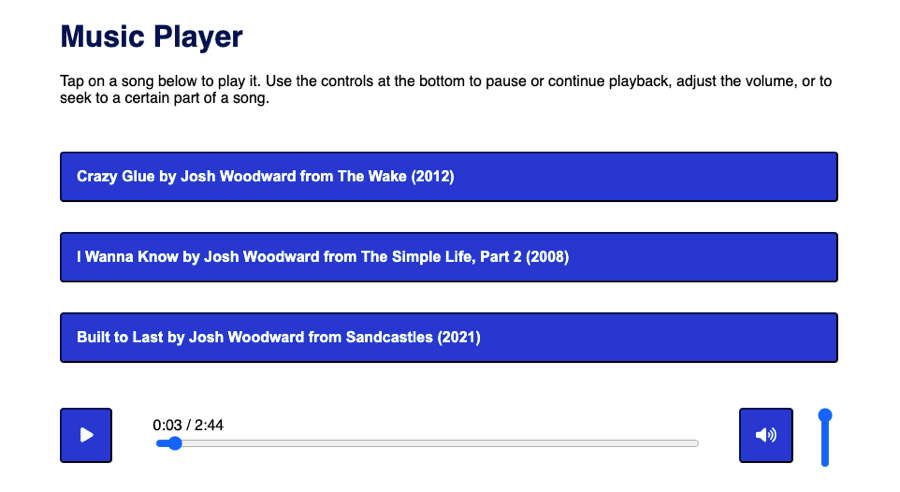 Music Player
Tap on a song below to play it. Use the controls at the bottom to pause or continue playback, adjust the volume, or to
seek to a certain part of a song.
Crazy Glue by Josh Woodward from The Wake (2012)
I Wanna Know by Josh Woodward from The Simple Life, Part 2 (2008)
Built to Last by Josh Woodward from Sandcastles (2021)
0:03 / 2:44